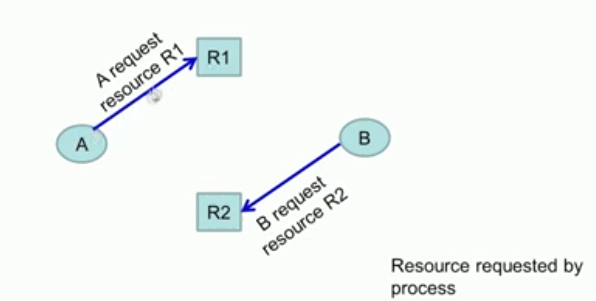 A request
resource R1
R1
A
B
R2
B request
resource R2
Resource requested by
process